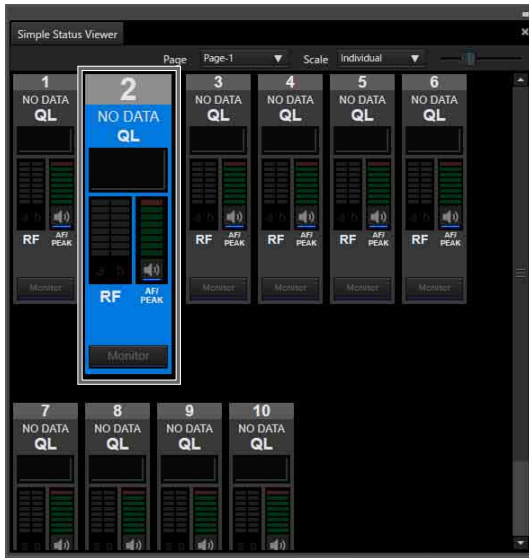 Simple Status Viewer
Page Page-1 Scale Individual
1 2 3 4 5 6
NO DATA NO DATA NO DATA NO DATA NO DATA NO DATA
QL QL QL QL QL QL
a b a b a b a b a b a b
RF AF/PEAK RF AF/PEAK RF AF/PEAK RF AF/PEAK RF AF/PEAK RF AF/PEAK
Monitor Monitor Monitor Monitor Monitor Monitor
7 8 9 10
NO DATA NO DATA NO DATA NO DATA
QL QL QL QL
a b a b a b a b